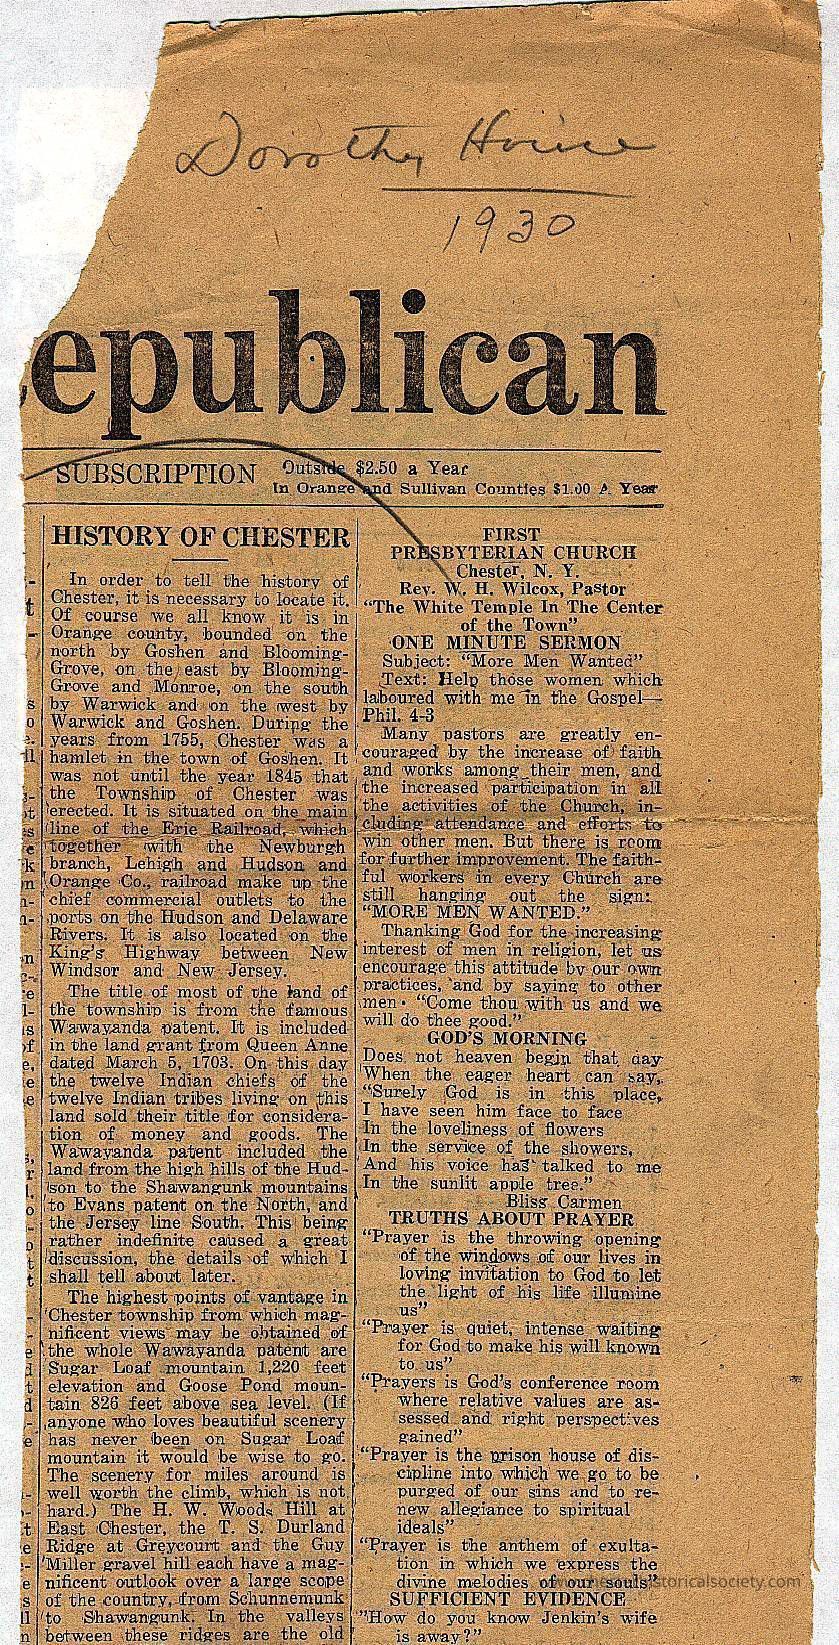 Dorothy House
1930
epublican
SUBSCRIPTION Outside $2.50 a Year
In Orange and Sullivan Counties $1.00 A Year
HISTORY OF CHESTER
In order to tell the history of
Chester, it is necessary to locate it.
Of course we all know it is in
Orange county, bounded on the
north by Goshen and Blooming-
Grove, on the east by Blooming-
Grove and Monroe, on the south
by Warwick and on the west by
Warwick and Goshen. During the
years from 1755, Chester was a
hamlet in the town of Goshen. It
was not until the year 1845 that
the Township of Chester was
erected. It is situated on the main
line of the Erie Railroad, which
together with the Newburgh
branch, Lehigh and Hudson and
Orange Co., railroad make up the
chief commercial outlets to the
ports on the Hudson and Delaware
Rivers. It is also located on the
King's Highway between New
Windsor and New Jersey.
The title of most of the land of
the township is from the famous
Wawayanda patent. It is included
in the land grant from Queen Anne
dated March 5, 1703. On this day
the twelve Indian chiefs of the
twelve Indian tribes living on this
land sold their title for considera-
tion of money and goods. The
Wawayanda patent included the
land from the high hills of the Hud-
son to the Shawangunk mountains
to Evans patent on the North, and
the Jersey line South. This being
rather indefinite caused a great
discussion, the details of which I
shall tell about later.
The highest points of vantage in
Chester township from which mag-
nificent views may be obtained of
the whole Wawayanda patent are
Sugar Loaf mountain 1,220 feet
elevation and Goose Pond moun-
tain 826 feet above sea level. (If
anyone who loves beautiful scenery
has never been on Sugar Loaf
mountain it would be wise to go.
The scenery for miles around is
well worth the climb, which is not
hard.) The H. W. Woods Hill at
East Chester, the T. S. Durland
Ridge at Greycourt and the Guy
Miller gravel hill each have a mag-
nificent outlook over a large scope
of the country, from Schunnemunk
to Shawangunk. In the valleys
between these ridges are the old
FIRST
PRESBYTERIAN CHURCH
Chester, N. Y.
Rev. W. H. Wilcox, Pastor
"The White Temple In The Center
of the Town"
ONE MINUTE SERMON
Subject: "More Men Wanted"
Text: Help those women which
laboured with me in the Gospel—
Phil. 4-3
Many pastors are greatly en-
couraged by the increase of faith
and works among their men, and
the increased participation in all
the activities of the Church, in-
cluding attendance and efforts to
win other men. But there is room
for further improvement. The faith-
ful workers in every Church are
still hanging out the sign:
"MORE MEN WANTED."
Thanking God for the increasing
interest of men in religion, let us
encourage this attitude by our own
practices, and by saying to other
men. "Come thou with us and we
will do thee good."
GOD'S MORNING
Does not heaven begin that day
When the eager heart can say,
"Surely God is in this place,
I have seen him face to face
In the loveliness of flowers
In the service of the showers,
And his voice has talked to me
In the sunlit apple tree."
Bliss Carmen
TRUTHS ABOUT PRAYER
"Prayer is the throwing opening
of the windows of our lives in
loving invitation to God to let
the light of his life illumine
us"
"Prayer is quiet, intense waiting
for God to make his will known
to us"
"Prayers is God's conference room
where relative values are as-
sessed and right perspectives
gained"
"Prayer is the prison house of dis-
cipline into which we go to be
purged of our sins and to re-
new allegiance to spiritual
ideals"
"Prayer is the anthem of exulta-
tion in which we express the
divine melodies of our souls"
SUFFICIENT EVIDENCE
"How do you know Jenkin's wife
is away?"